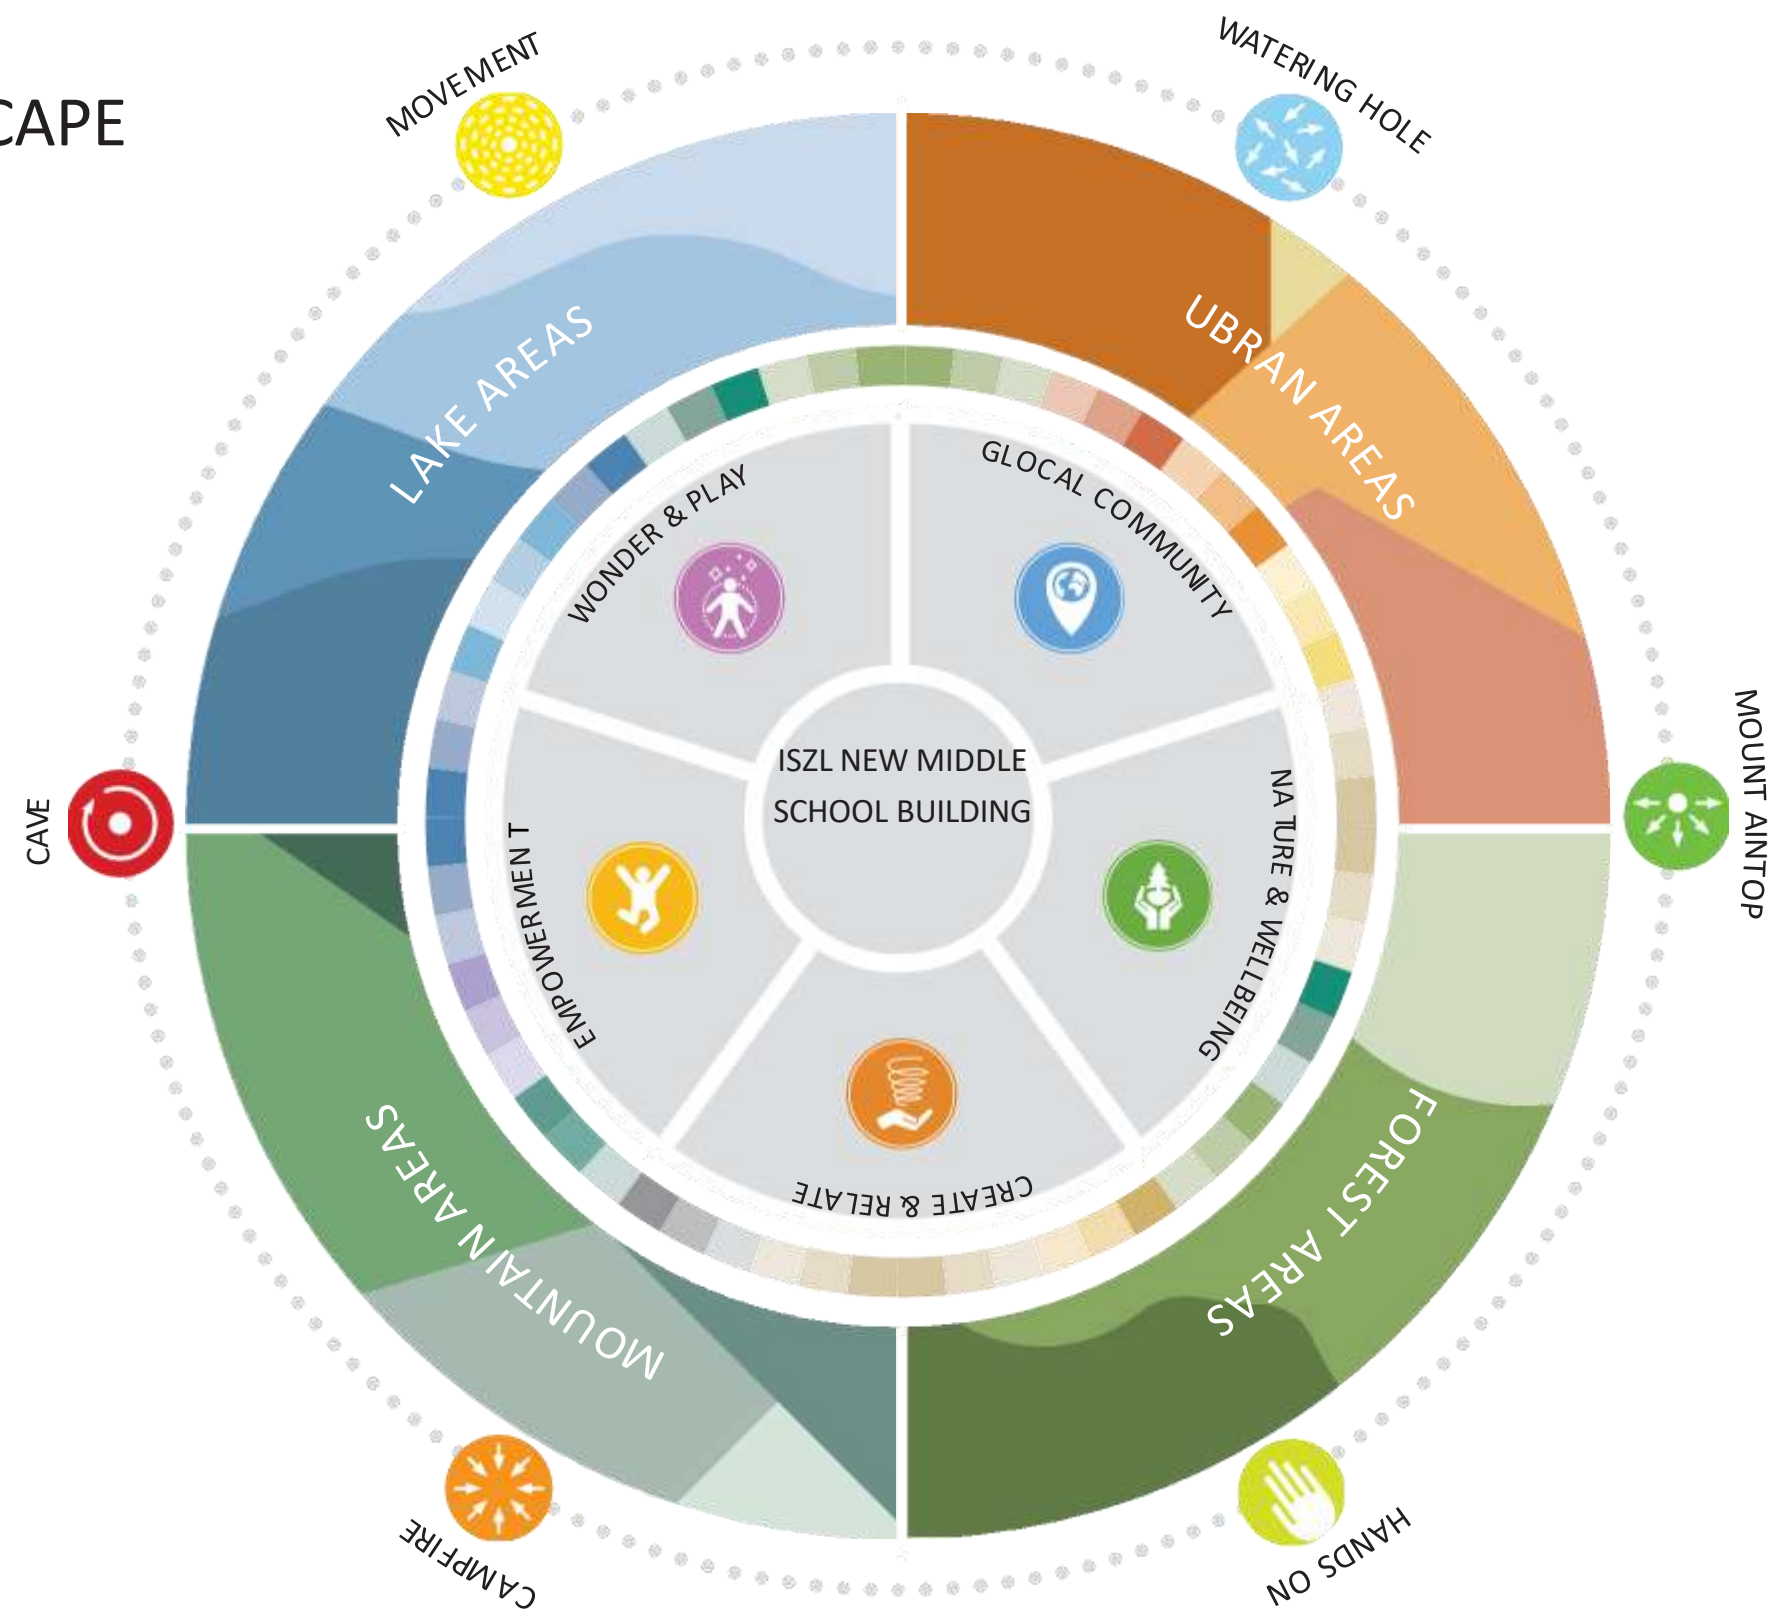 CAPE
MOVEMENT
WATERING HOLE
LAKE AREAS
UBRAN AREAS
WONDER & PLAY
GLOCAL COMMUNITY
MOUNT AINTOP
CAVE
ISZL NEW MIDDLE
SCHOOL BUILDING
EMPOWERMEN T
NA TURE & WELLBEING
CREATE & RELATE
MOUNTAIN AREAS
FOREST AREAS
CAMPFIRE
HANDS ON